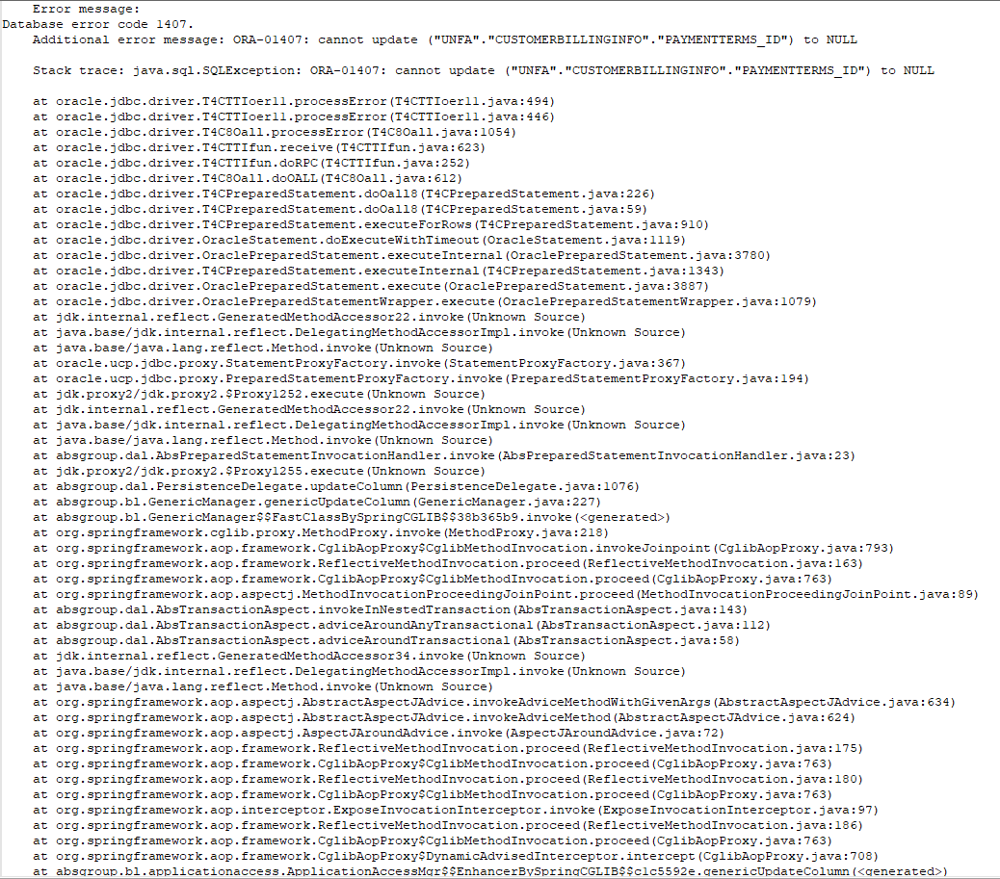 Error message:
Database error code 1407.
Additional error message: ORA-01407: cannot update ("UNFA"."CUSTOMERBILLINGINFO"."PAYMENTTERMS_ID") to NULL
Stack trace: java.sql.SQLException: ORA-01407: cannot update ("UNFA"."CUSTOMERBILLINGINFO"."PAYMENTTERMS_ID") to NULL
at oracle.jdbc.driver.T4CTTIoer11.processError(T4CTTIoer11.java:494)
at oracle.jdbc.driver.T4CTTIoer11.processError(T4CTTIoer11.java:446)
at oracle.jdbc.driver.T4C8Oall.processError(T4C8Oall.java:1054)
at oracle.jdbc.driver.T4CTTIfun.receive(T4CTTIfun.java:623)
at oracle.jdbc.driver.T4CTTIfun.doRPC(T4CTTIfun.java:252)
at oracle.jdbc.driver.T4C8Oall.doOALL(T4C8Oall.java:612)
at oracle.jdbc.driver.T4CPreparedStatement.doOall8(T4CPreparedStatement.java:226)
at oracle.jdbc.driver.T4CPreparedStatement.doOall8(T4CPreparedStatement.java:59)
at oracle.jdbc.driver.T4CPreparedStatement.executeForRows(T4CPreparedStatement.java:910)
at oracle.jdbc.driver.OracleStatement.doExecuteWithTimeout(OracleStatement.java:1119)
at oracle.jdbc.driver.OraclePreparedStatement.executeInternal(OraclePreparedStatement.java:3780)
at oracle.jdbc.driver.T4CPreparedStatement.executeInternal(T4CPreparedStatement.java:1343)
at oracle.jdbc.driver.OraclePreparedStatement.execute(OraclePreparedStatement.java:3887)
at oracle.jdbc.driver.OraclePreparedStatementWrapper.execute(OraclePreparedStatementWrapper.java:1079)
at jdk.internal.reflect.GeneratedMethodAccessor22.invoke(Unknown Source)
at java.base/jdk.internal.reflect.DelegatingMethodAccessorImpl.invoke(Unknown Source)
at java.base/java.lang.reflect.Method.invoke(Unknown Source)
at oracle.ucp.jdbc.proxy.StatementProxyFactory.invoke(StatementProxyFactory.java:367)
at oracle.ucp.jdbc.proxy.PreparedStatementProxyFactory.invoke(PreparedStatementProxyFactory.java:194)
at jdk.proxy2/jdk.proxy2.$Proxy1252.execute(Unknown Source)
at jdk.internal.reflect.GeneratedMethodAccessor22.invoke(Unknown Source)
at java.base/jdk.internal.reflect.DelegatingMethodAccessorImpl.invoke(Unknown Source)
at java.base/java.lang.reflect.Method.invoke(Unknown Source)
at absgroup.dal.AbsPreparedStatementInvocationHandler.invoke(AbsPreparedStatementInvocationHandler.java:23)
at jdk.proxy2/jdk.proxy2.$Proxy1255.execute(Unknown Source)
at absgroup.dal.PersistenceDelegate.updateColumn(PersistenceDelegate.java:1076)
at absgroup.bl.GenericManager.genericUpdateColumn(GenericManager.java:227)
at absgroup.bl.GenericManager$$FastClassBySpringCGLIB$$38b365b9.invoke(<generated>)
at org.springframework.cglib.proxy.MethodProxy.invoke(MethodProxy.java:218)
at org.springframework.aop.framework.CglibAopProxy$CglibMethodInvocation.invokeJoinpoint(CglibAopProxy.java:793)
at org.springframework.aop.framework.ReflectiveMethodInvocation.proceed(ReflectiveMethodInvocation.java:163)
at org.springframework.aop.framework.CglibAopProxy$CglibMethodInvocation.proceed(CglibAopProxy.java:763)
at org.springframework.aop.aspectj.MethodInvocationProceedingJoinPoint.proceed(MethodInvocationProceedingJoinPoint.java:89)
at absgroup.dal.AbsTransactionAspect.invokeInNestedTransaction(AbsTransactionAspect.java:143)
at absgroup.dal.AbsTransactionAspect.adviceAroundAnyTransactional(AbsTransactionAspect.java:112)
at absgroup.dal.AbsTransactionAspect.adviceAroundTransactional(AbsTransactionAspect.java:58)
at jdk.internal.reflect.GeneratedMethodAccessor34.invoke(Unknown Source)
at java.base/jdk.internal.reflect.DelegatingMethodAccessorImpl.invoke(Unknown Source)
at java.base/java.lang.reflect.Method.invoke(Unknown Source)
at org.springframework.aop.aspectj.AbstractAspectJAdvice.invokeAdviceMethodWithGivenArgs(AbstractAspectJAdvice.java:634)
at org.springframework.aop.aspectj.AbstractAspectJAdvice.invokeAdviceMethod(AbstractAspectJAdvice.java:624)
at org.springframework.aop.aspectj.AspectJAroundAdvice.invoke(AspectJAroundAdvice.java:72)
at org.springframework.aop.framework.ReflectiveMethodInvocation.proceed(ReflectiveMethodInvocation.java:175)
at org.springframework.aop.framework.CglibAopProxy$CglibMethodInvocation.proceed(CglibAopProxy.java:763)
at org.springframework.aop.framework.ReflectiveMethodInvocation.proceed(ReflectiveMethodInvocation.java:180)
at org.springframework.aop.framework.CglibAopProxy$CglibMethodInvocation.proceed(CglibAopProxy.java:763)
at org.springframework.aop.interceptor.ExposeInvocationInterceptor.invoke(ExposeInvocationInterceptor.java:97)
at org.springframework.aop.framework.ReflectiveMethodInvocation.proceed(ReflectiveMethodInvocation.java:186)
at org.springframework.aop.framework.CglibAopProxy$CglibMethodInvocation.proceed(CglibAopProxy.java:763)
at org.springframework.aop.framework.CglibAopProxy$DynamicAdvisedInterceptor.intercept(CglibAopProxy.java:708)
at absgroup.bl.applicationaccess.ApplicationAccessMgr$$EnhancerBySpringCGLIB$$c1c5592e.genericUpdateColumn(<generated>)